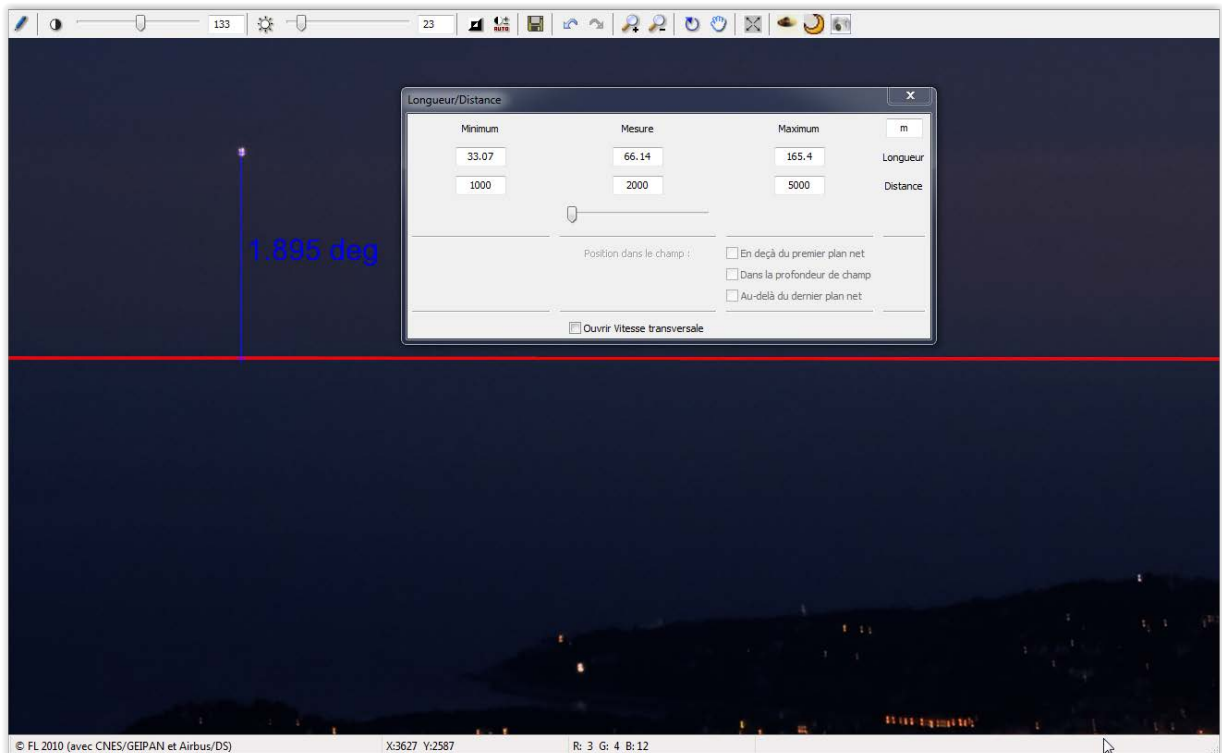 133 23 AUTO
Longueur/Distance X
Minimum Mesure Maximum m
33.07 66.14 165.4 Longueur
1000 2000 5000 Distance
1.895 deg
Position dans le champ :
En deçà du premier plan net
Dans la profondeur de champ
Au-delà du dernier plan net
Ouvrir Vitesse transversale
© FL 2010 (avec CNES/GEIPAN et Airbus/DS) X:3627 Y:2587 R: 3 G: 4 B:12